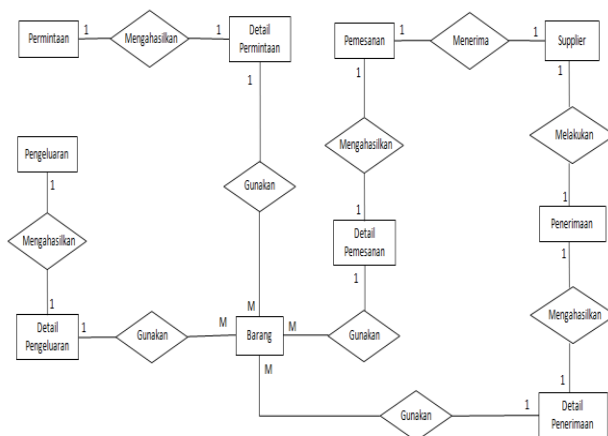 Permintaan 1 Mengahasilkan 1 Detail
Permintaan
Pemesanan 1 Menerima 1 Supplier
1 1 1
Pengeluaran Mengahasilkan Melakukan
1 Gunakan
1 1
Mengahasilkan Detail
Pemesanan
Penerimaan
1 1 1
M
Detail
Pengeluaran
1 Gunakan M Barang M Gunakan Mengahasilkan
M 1
Gunakan 1 Detail
Penerimaan